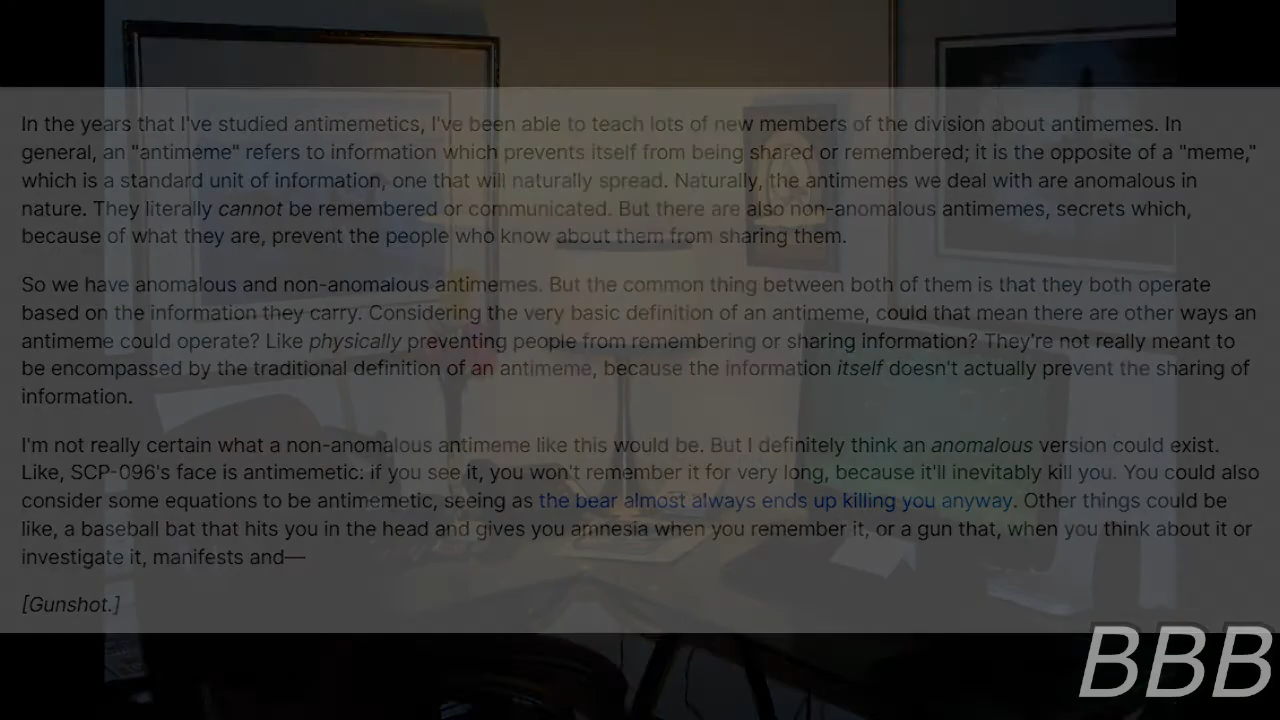 In the years that I've studied antimemetics, I've been able to teach lots of new members of the division about antimemes. In
general, an "antimeme" refers to information which prevents itself from being shared or remembered; it is the opposite of a "meme,"
which is a standard unit of information, one that will naturally spread. Naturally, the antimemes we deal with are anomalous in
nature. They literally cannot be remembered or communicated. But there are also non-anomalous antimemes, secrets which,
because of what they are, prevent the people who know about them from sharing them.
So we have anomalous and non-anomalous antimemes. But the common thing between both of them is that they both operate
based on the information they carry. Considering the very basic definition of an antimeme, could that mean there are other ways an
antimeme could operate? Like physically preventing people from remembering or sharing information? They're not really meant to
be encompassed by the traditional definition of an antimeme, because the information itself doesn't actually prevent the sharing of
information.
I'm not really certain what a non-anomalous antimeme like this would be. But I definitely think an anomalous version could exist.
Like, SCP-096's face is antimemetic: if you see it, you won't remember it for very long, because it'll inevitably kill you. You could also
consider some equations to be antimemetic, seeing as the bear almost always ends up killing you anyway. Other things could be
like, a baseball bat that hits you in the head and gives you amnesia when you remember it, or a gun that, when you think about it or
investigate it, manifests and—
[Gunshot.]
BBB